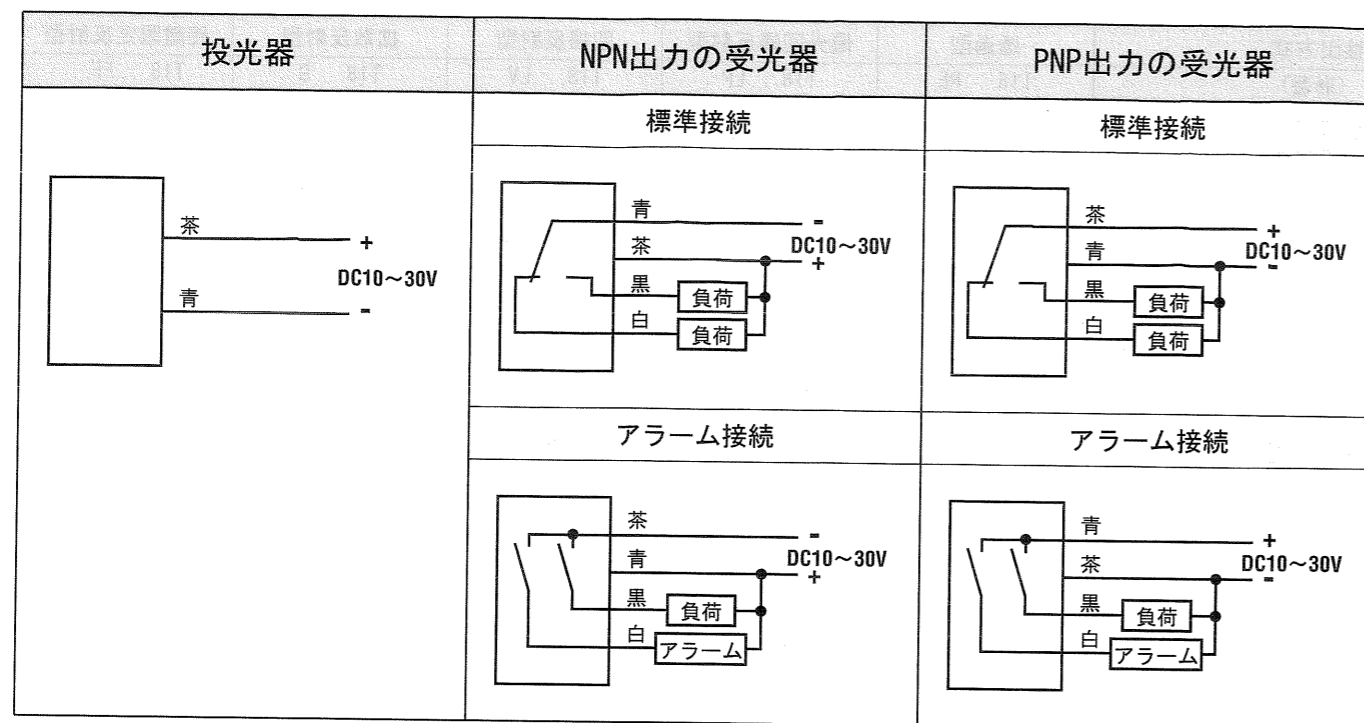 投光器
NPN出力の受光器
PNP出力の受光器
標準接続
標準接続
茶
+
DC10~30V
青
-
青
-
茶
DC10~30V
+
黒
負荷
白
負荷
茶
+
青
DC10~30V
-
黒
負荷
白
負荷
アラーム接続
アラーム接続
茶
-
青
DC10~30V
+
黒
負荷
白
アラーム
青
+
茶
DC10~30V
-
黒
負荷
白
アラーム